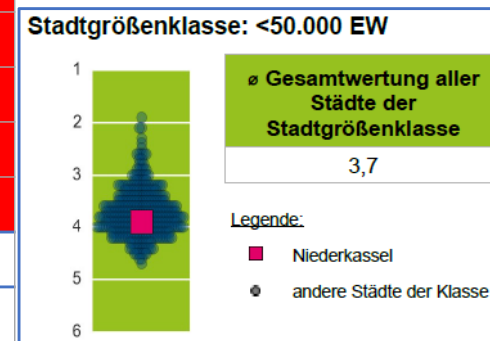 Stadtgrößenklasse: <50.000 EW
1
2
3
4
5
6
ø Gesamtwertung aller
Städte der
Stadtgrößenklasse
3,7
Legende:
Niederkassel
andere Städte der Klasse